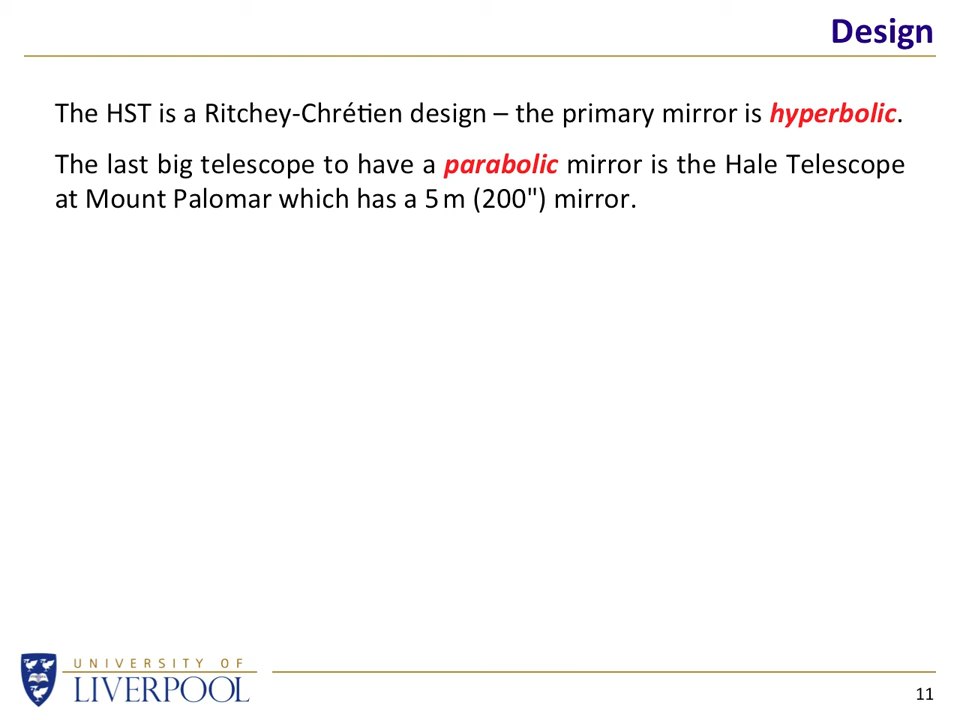 Design
The HST is a Ritchey-Chrétien design – the primary mirror is hyperbolic.
The last big telescope to have a parabolic mirror is the Hale Telescope
at Mount Palomar which has a 5 m (200") mirror.
UNIVERSITY OF
LIVERPOOL
11